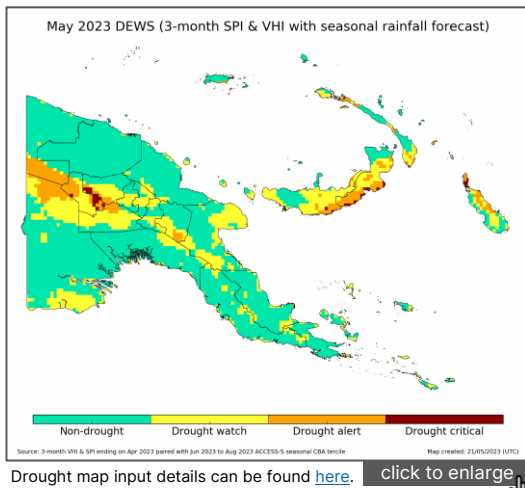 May 2023 DEWS (3-month SPI & VHI with seasonal rainfall forecast)
Non-drought Drought watch Drought alert Drought critical
Source: 3-month VHI & SPI ending on Apr 2023 paired with Jun 2023 to Aug 2023 ACCESS-S seasonal CBA tercile Map created: 21/05/2023 (UTC)
Drought map input details can be found here. click to enlarge